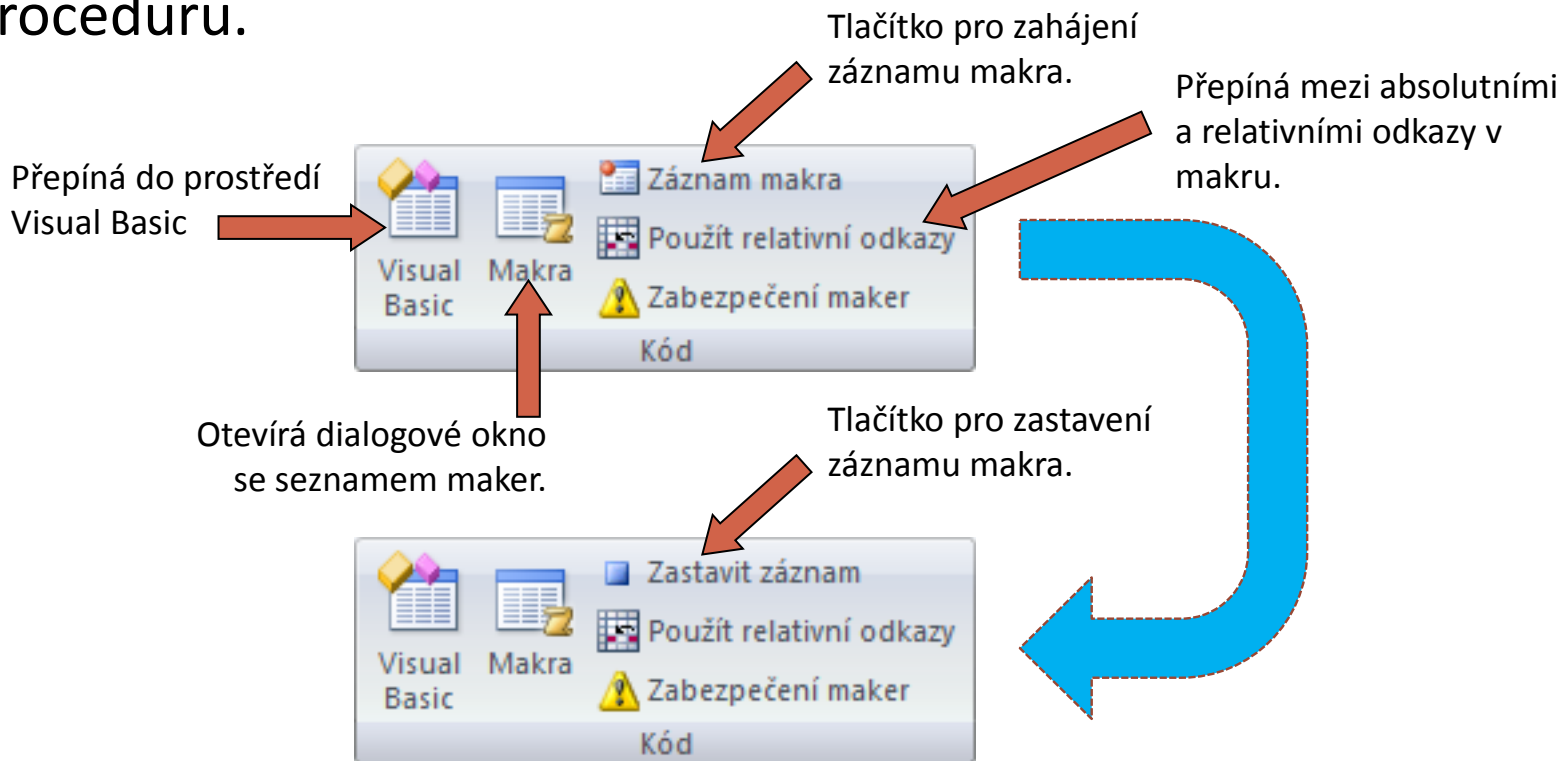 roceduru.
Tlačítko pro zahájení
záznamu makra.
Přepíná mezi absolutními
a relativními odkazy v
makru.
Přepíná do prostředí
Visual Basic
Visual
Basic
Makra
Záznam makra
Použít relativní odkazy
Zabezpečení maker
Kód
Otevírá dialogové okno
se seznamem maker.
Tlačítko pro zastavení
záznamu makra.
Visual
Basic
Makra
Zastavit záznam
Použít relativní odkazy
Zabezpečení maker
Kód